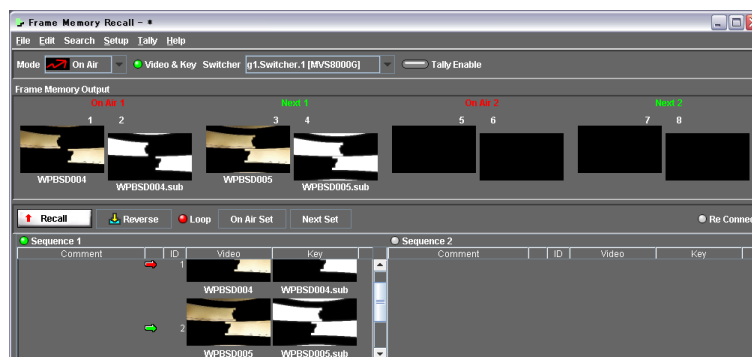 Frame Memory Recall - *
File Edit Search Setup Tally Help
Mode On Air Video & Key Switcher g1.Switcher.1 [MVS8000G] Tally Enable
Frame Memory Output
On Air 1 Next 1 On Air 2 Next 2
1 2 3 4 5 6 7 8
WPBSD004 WPBSD004.sub WPBSD005 WPBSD005.sub
Recall Reverse Loop On Air Set Next Set Re Connec
Sequence 1 Sequence 2
Comment ID Video Key Comment ID Video Key
1
WPBSD004 WPBSD004.sub
2
WPBSD005 WPBSD005.sub